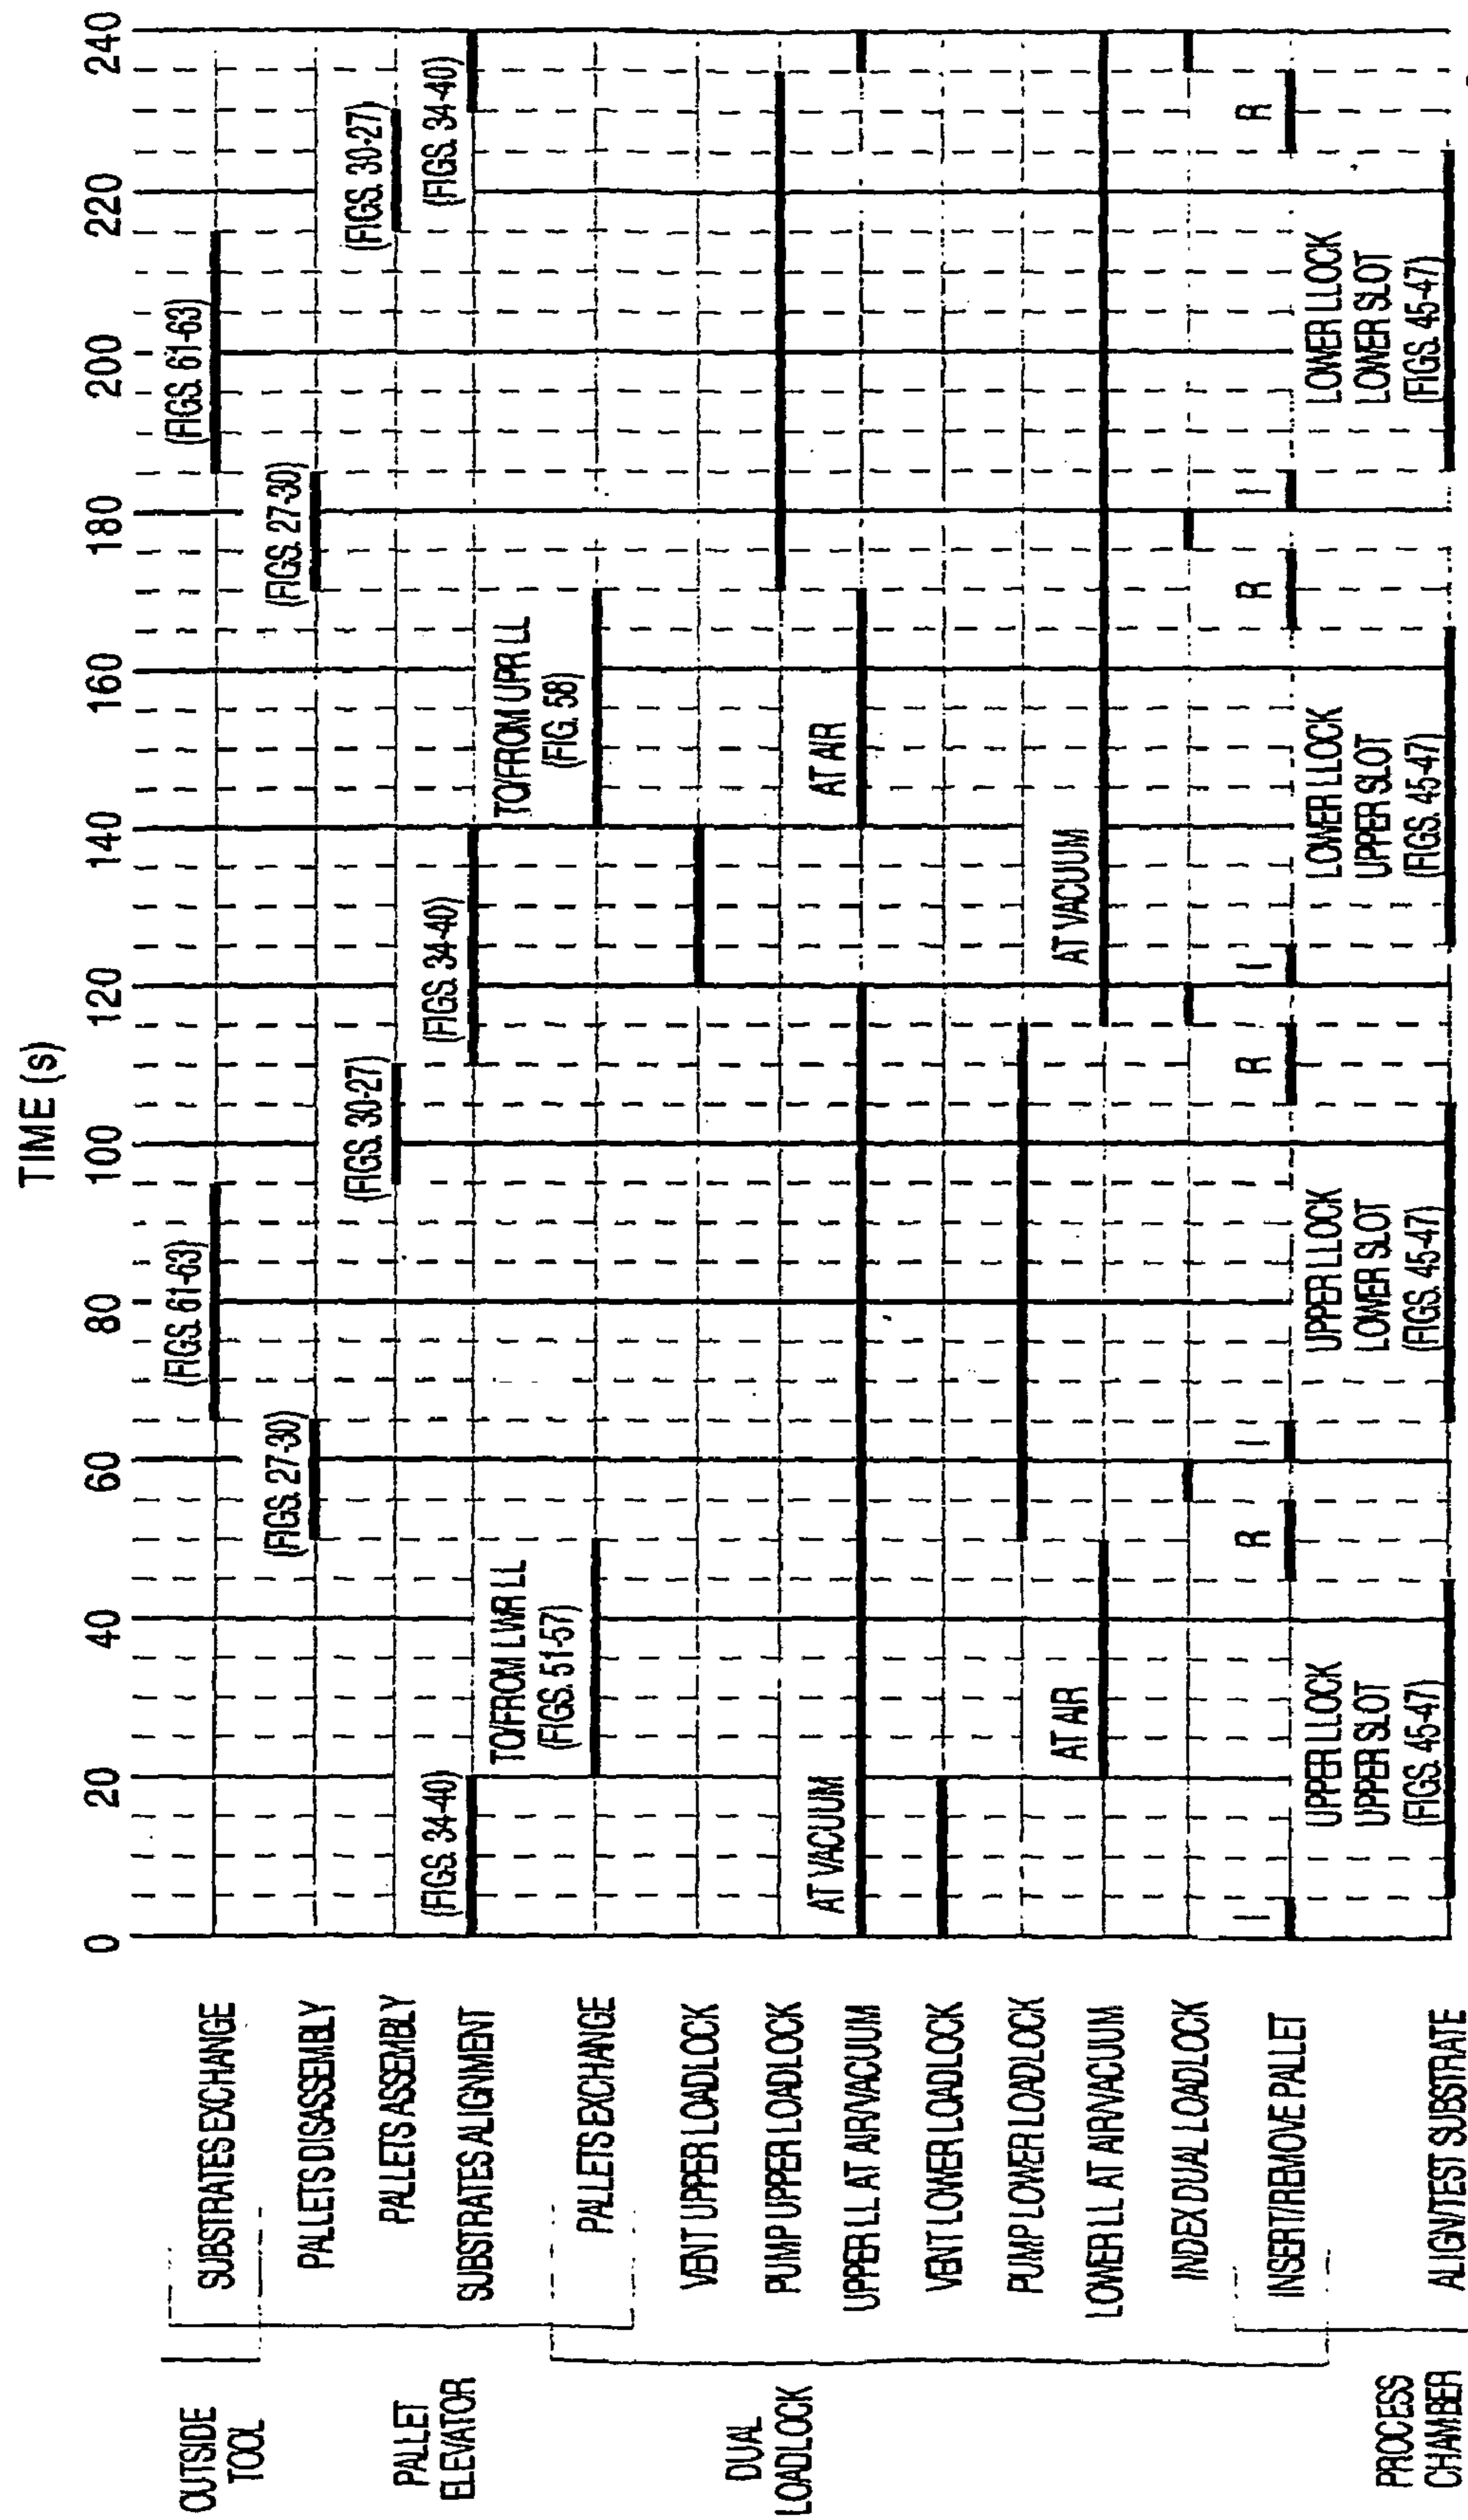 TIME (s)
0 20 40 60 80 100 120 140 160 180 200 220 240
OUTSIDE
TOOL
PALLET
ELEVATOR
DUAL
LOADLOCK
PROCESS
CHAMBER
SUBSTRATES EXCHANGE
(FIGS. 61-63) (FIGS. 61-63)
PALLETS DISASSEMBLY
(FIGS. 27-30) (FIGS. 27-30)
PALLETS ASSEMBLY
(FIGS. 30-27) (FIGS. 30-27)
SUBSTRATES ALIGNMENT
(FIGS. 34-40) (FIGS. 34-40) (FIGS. 34-40)
PALLETS EXCHANGE
TO/FROM LWR LL
(FIGS. 51-57)
TO/FROM UPR LL
(FIG. 58)
VENT UPPER LOADLOCK
PUMP UPPER LOADLOCK
UPPER LL AT AIR/VACUUM
AT VACUUM AT AIR
VENT LOWER LOADLOCK
PUMP LOWER LOADLOCK
LOWER LL AT AIR/VACUUM
AT AIR AT VACUUM
INDEX DUAL LOADLOCK
INSERT/REMOVE PALLET
I R I R I R I R
ALIGN/TEST SUBSTRATE
UPPER LLOCK
UPPER SLOT
(FIGS. 45-47)
UPPER LLOCK
LOWER SLOT
(FIGS. 45-47)
LOWER LLOCK
UPPER SLOT
(FIGS. 45-47)
LOWER LLOCK
LOWER SLOT
(FIGS. 45-47)